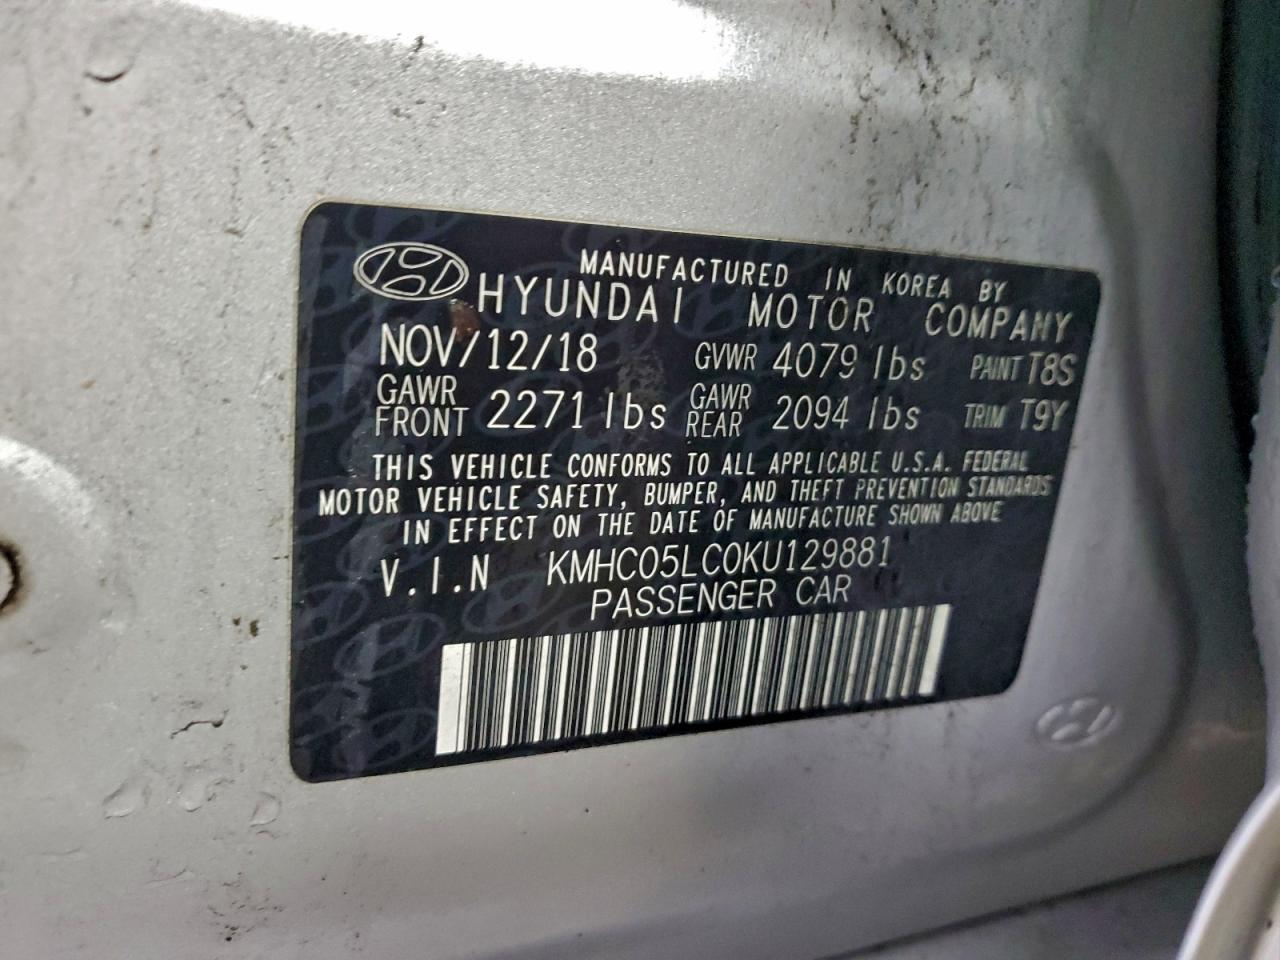 MANUFACTURED IN KOREA BY
HYUNDAI MOTOR COMPANY
NOV/12/18 GVWR 4079 lbs PAINT T8S
GAWR FRONT 2271 lbs GAWR REAR 2094 lbs TRIM T9Y
THIS VEHICLE CONFORMS TO ALL APPLICABLE U.S.A. FEDERAL
MOTOR VEHICLE SAFETY, BUMPER, AND THEFT PREVENTION STANDARDS
IN EFFECT ON THE DATE OF MANUFACTURE SHOWN ABOVE
V.I.N KMHC05LC0KU129881
PASSENGER CAR